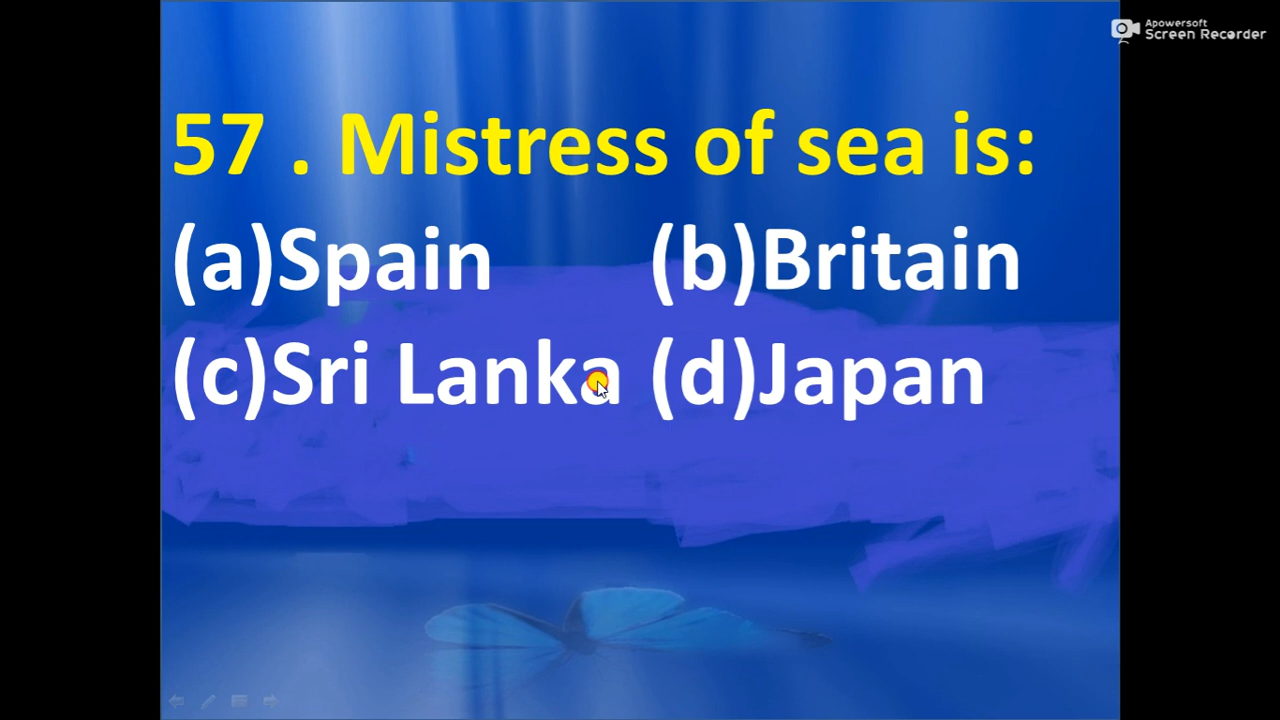 Apowersoft
Screen Recorder
57 . Mistress of sea is:
(a)Spain (b)Britain
(c)Sri Lanka (d)Japan